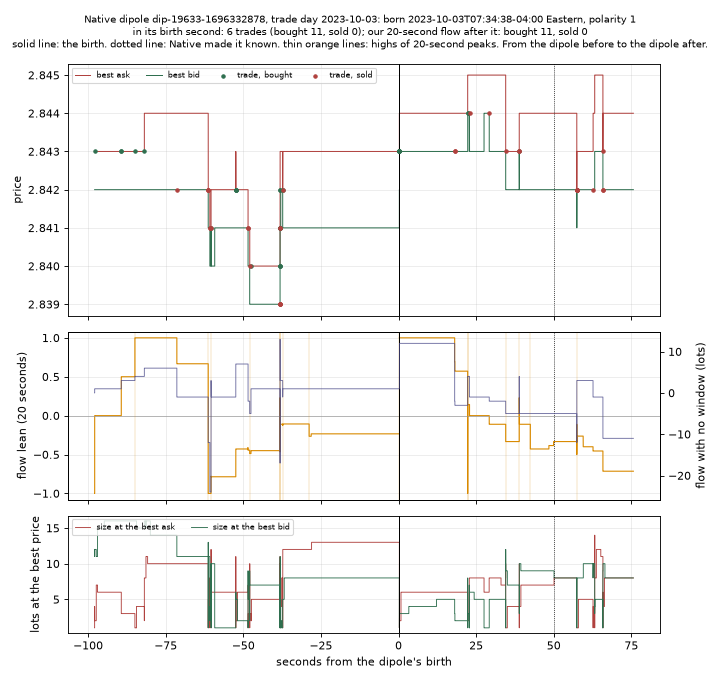 Native dipole dip-19633-1696332878, trade day 2023-10-03: born 2023-10-03T07:34:38-04:00 Eastern, polarity 1
in its birth second: 6 trades (bought 11, sold 0); our 20-second flow after it: bought 11, sold 0
solid line: the birth. dotted line: Native made it known. thin orange lines: highs of 20-second peaks. From the dipole before to the dipole after.
best ask
best bid
trade, bought
trade, sold
2.845
2.844
2.843
2.842
2.841
2.840
2.839
price
1.0
0.5
0.0
−0.5
−1.0
flow lean (20 seconds)
10
0
−10
−20
flow with no window (lots)
size at the best ask
size at the best bid
15
10
5
lots at the best price
−100
−75
−50
−25
0
25
50
75
seconds from the dipole's birth